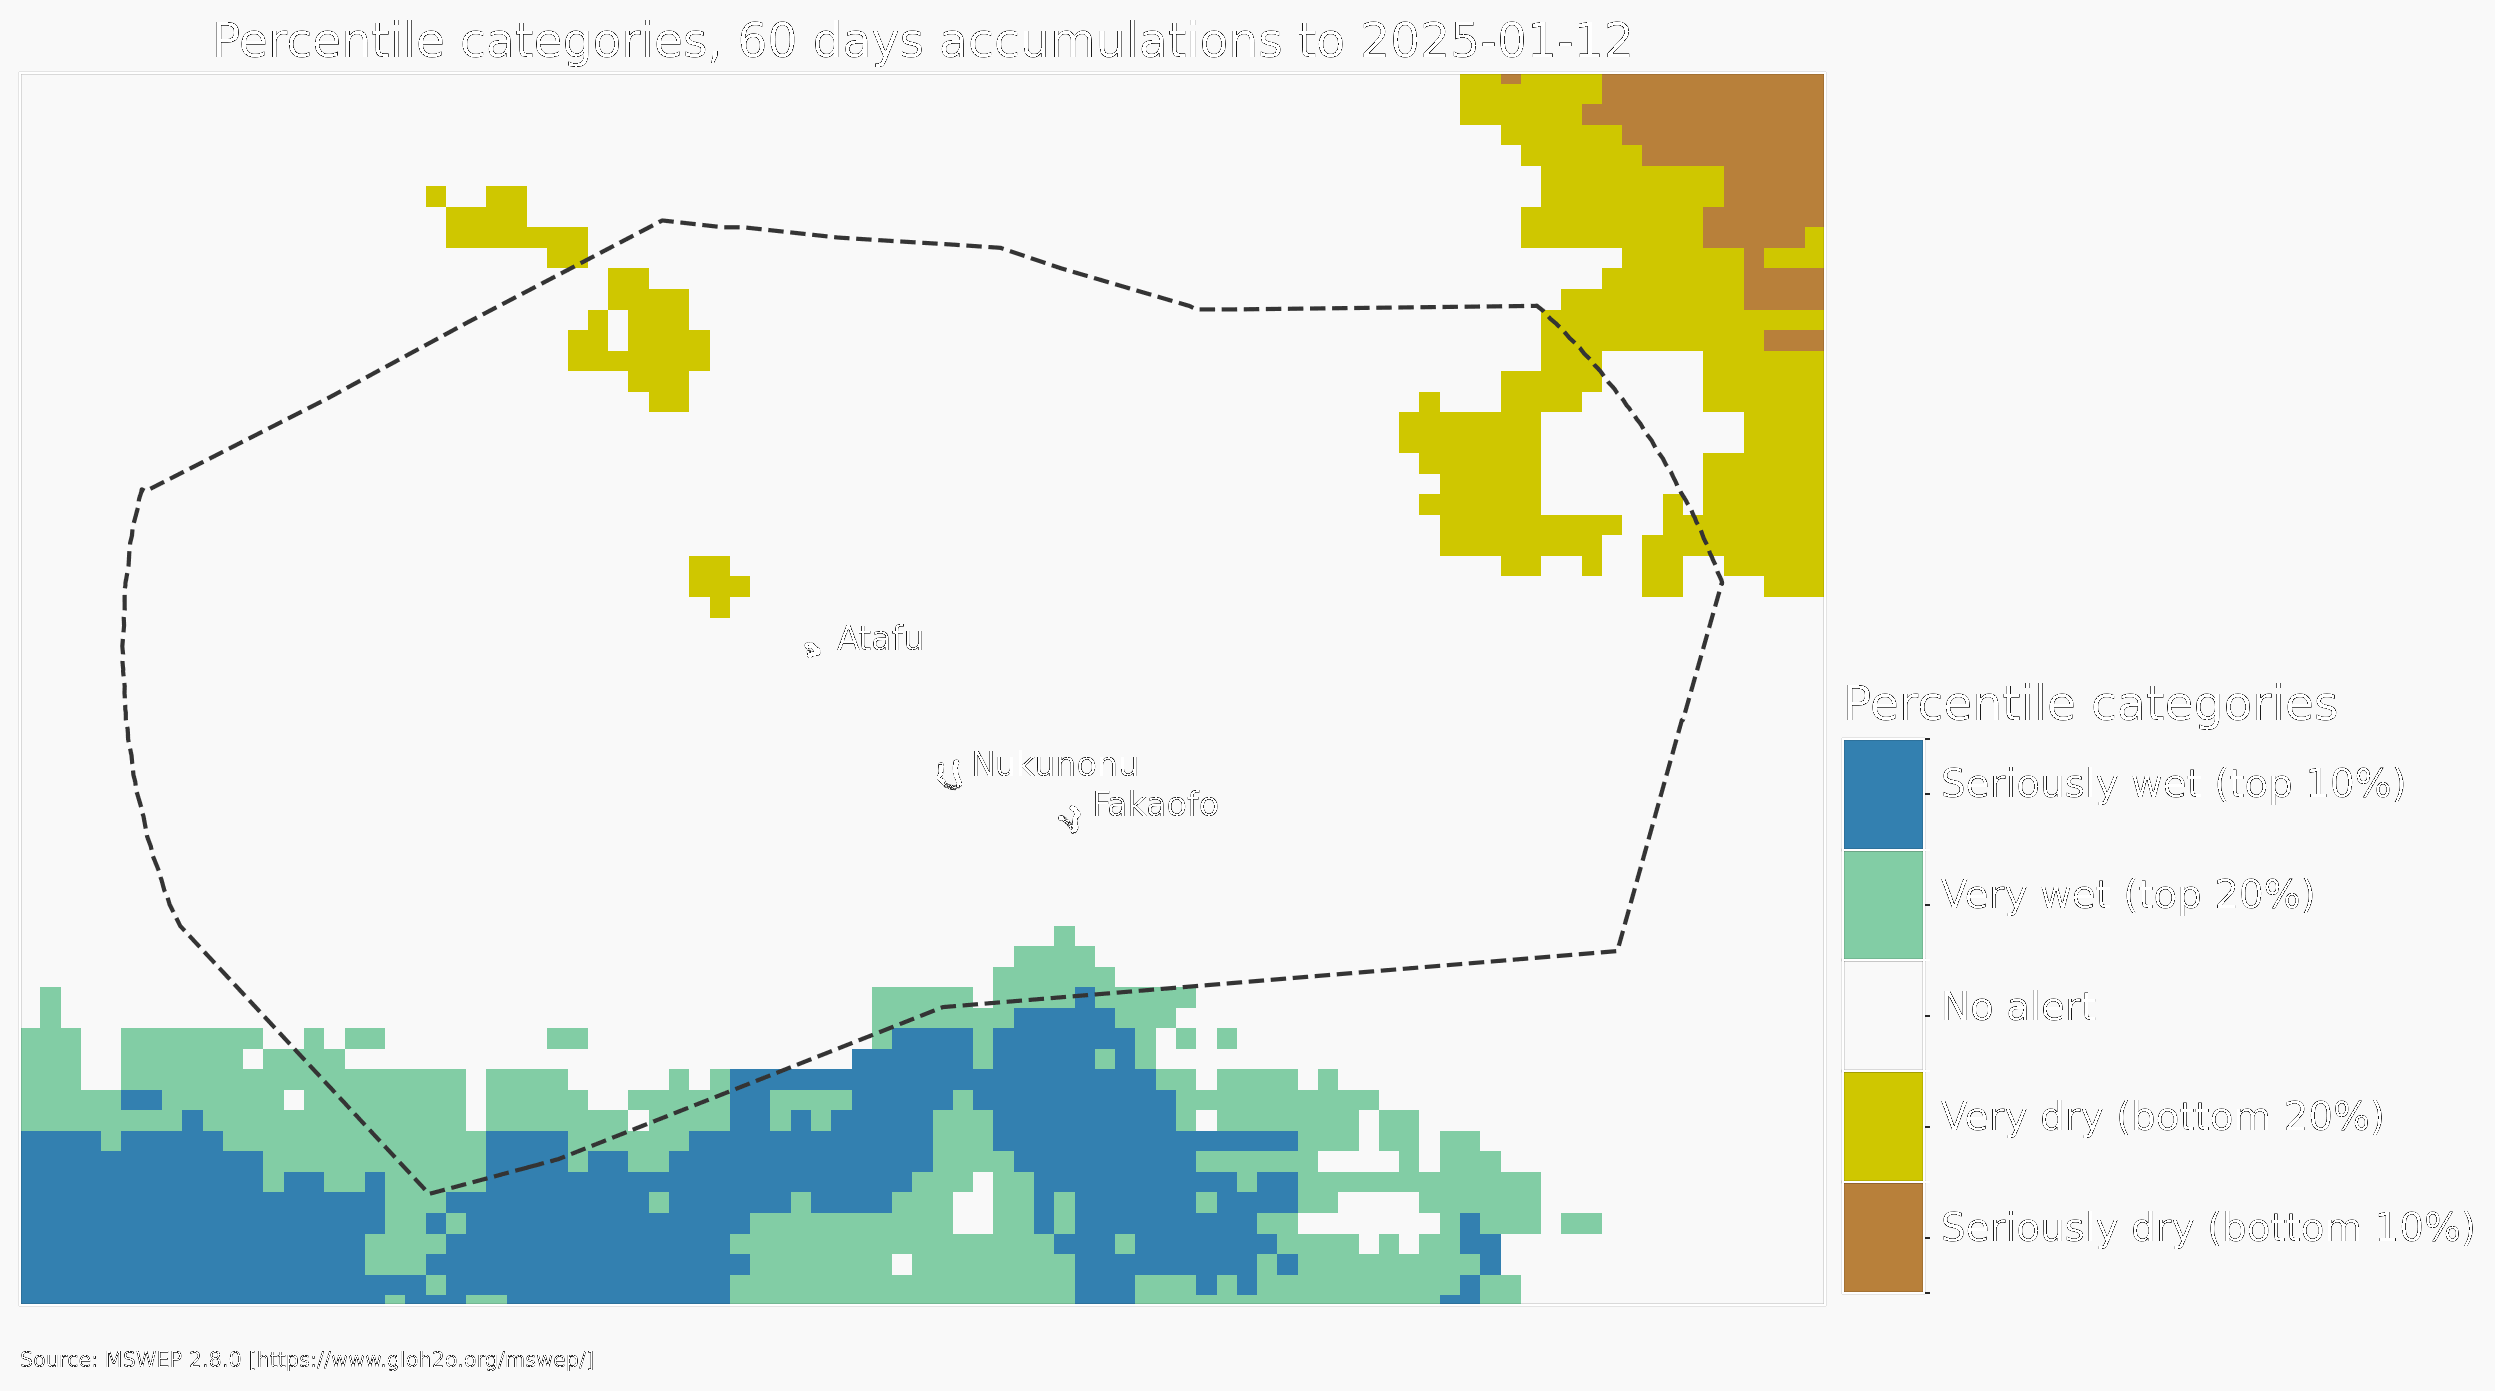 Percentile categories, 60 days accumulations to 2025-01-12
Atafu
Nukunonu
Fakaofo
Percentile categories
Seriously wet (top 10%)
Very wet (top 20%)
No alert
Very dry (bottom 20%)
Seriously dry (bottom 10%)
Source: MSWEP 2.8.0 [https://www.gloh2o.org/mswep/]